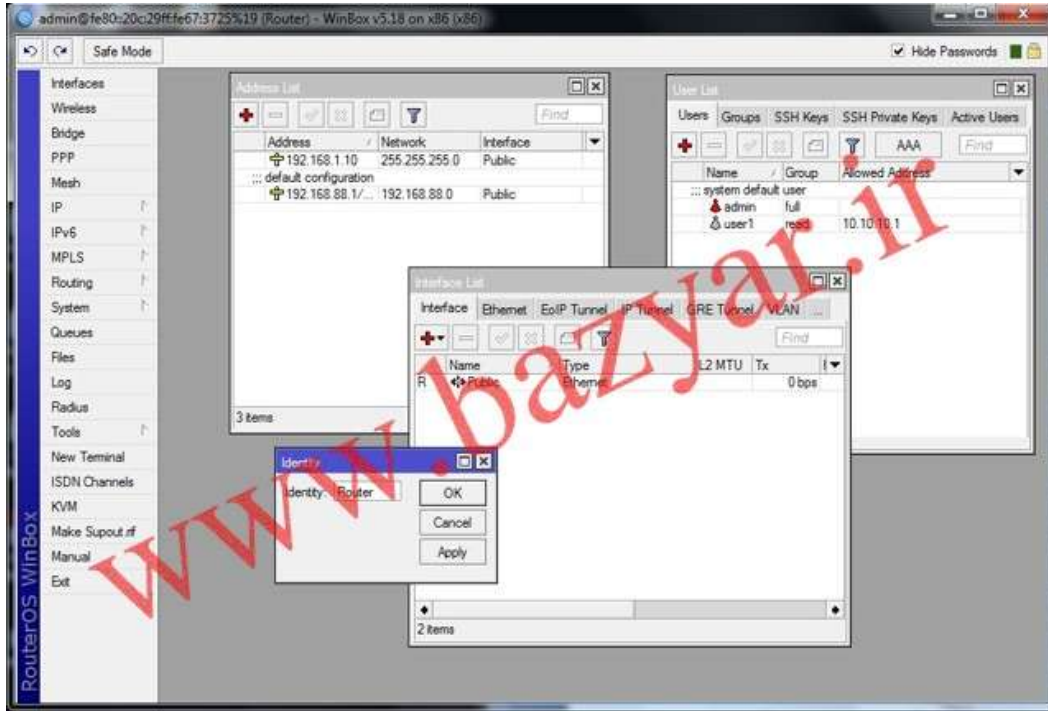 admin@fe80::20c:29ff:fe67:3725%19 (Router) - WinBox v5.18 on x86 (x86)
Safe Mode
Hide Passwords
RouterOS WinBox
Interfaces
Wireless
Bridge
PPP
Mesh
IP
IPv6
MPLS
Routing
System
Queues
Files
Log
Radius
Tools
New Terminal
ISDN Channels
KVM
Make Supout.rif
Manual
Exit
Address List
Find
Address Network Interface
192.168.1.10 255.255.255.0 Public
;;; default configuration
192.168.88.1/... 192.168.88.0 Public
3 items
User List
Users Groups SSH Keys SSH Private Keys Active Users
AAA Find
Name Group Allowed Address
;;; system default user
admin full
user1 read 10.10.10.1
Interface List
Interface Ethernet EoIP Tunnel IP Tunnel GRE Tunnel VLAN ...
Find
Name Type L2 MTU Tx
R Public Ethernet 0 bps
2 items
Identity
Identity: Router
OK
Cancel
Apply
www.bazyar.ir